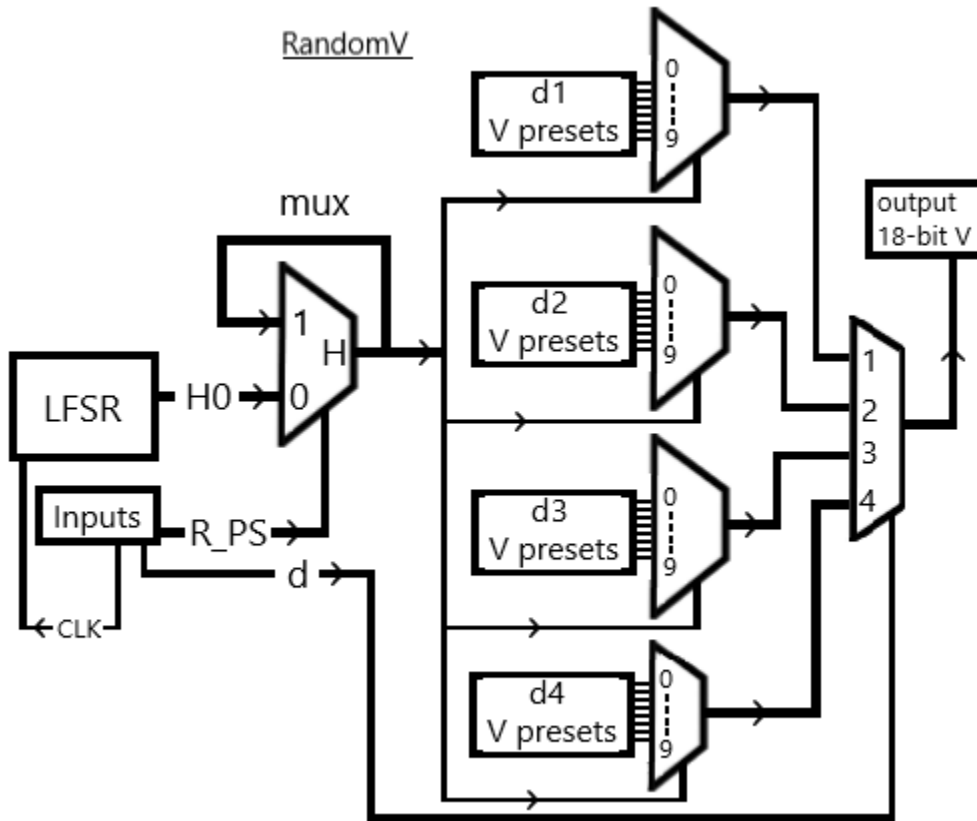 RandomV
d1
V presets
0
9
mux
output
18-bit V
1
H
LFSR
H0
0
d2
V presets
0
9
1
2
3
4
Inputs
R_PS
d
CLK
d3
V presets
0
9
d4
V presets
0
9